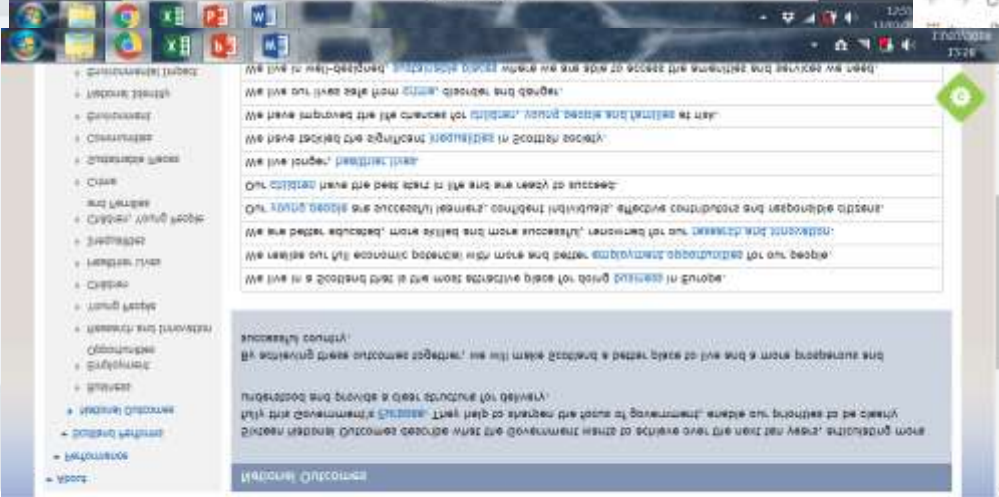 About
Performance
Scotland Performs
National Outcomes
Business
Employment
Opportunities
Research and Innovation
Young People
Children
Healthier Lives
Inequalities
Children, Young People
and Families
Crime
Sustainable Places
Communities
Environment
National Identity
Environmental Impact
National Outcomes
Sixteen National Outcomes describe what the Government wants to achieve over the next ten years, articulating more
fully this Government's Purpose. They help to sharpen the focus of government, enable our priorities to be clearly
understood and provide a clear structure for delivery.
By achieving these outcomes together, we will make Scotland a better place to live and a more prosperous and
successful country.
We live in a Scotland that is the most attractive place for doing business in Europe.
We realise our full economic potential with more and better employment opportunities for our people.
We are better educated, more skilled and more successful, renowned for our research and innovation.
Our young people are successful learners, confident individuals, effective contributors and responsible citizens.
Our children have the best start in life and are ready to succeed.
We live longer, healthier lives.
We have tackled the significant inequalities in Scottish society.
We have improved the life chances for children, young people and families at risk.
We live our lives safe from crime, disorder and danger.
We live in well-designed, sustainable places where we are able to access the amenities and services we need.